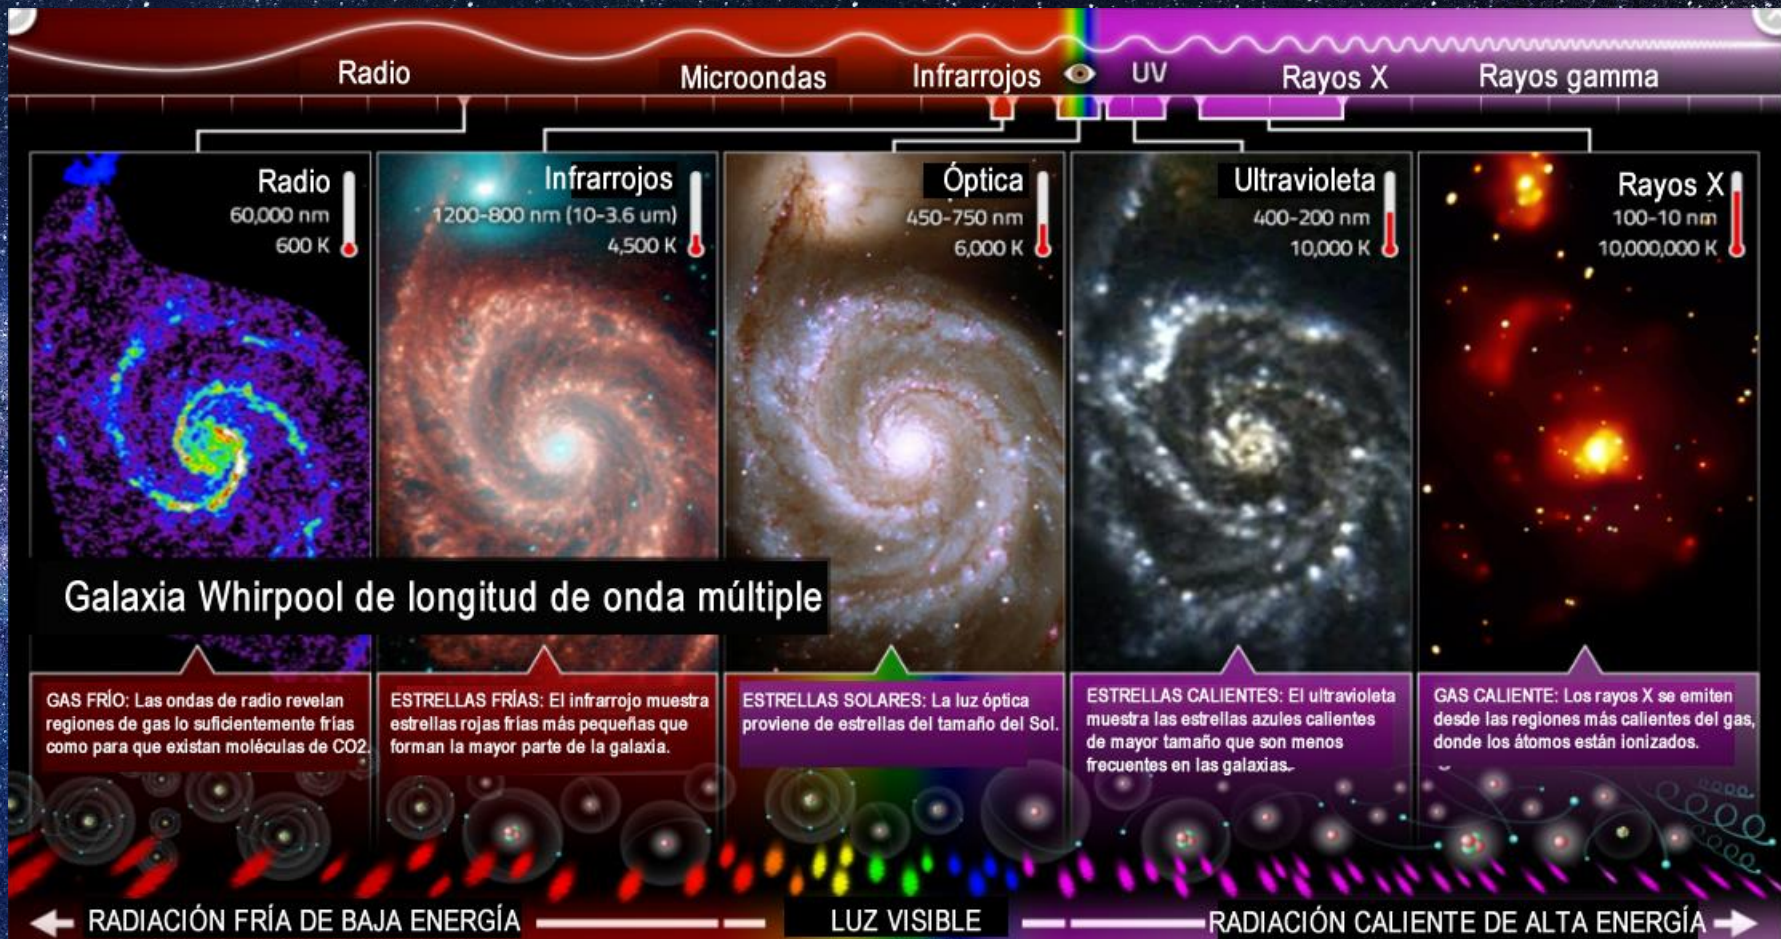 Radio
Microondas
Infrarrojos
UV
Rayos X
Rayos gamma
Radio
60,000 nm
600 K
Infrarrojos
1200-800 nm (10-3.6 um)
4,500 K
Óptica
450-750 nm
6,000 K
Ultravioleta
400-200 nm
10,000 K
Rayos X
100-10 nm
10,000,000 K
Galaxia Whirpool de longitud de onda múltiple
GAS FRÍO: Las ondas de radio revelan
regiones de gas lo suficientemente frías
como para que existan moléculas de CO2.
ESTRELLAS FRÍAS: El infrarrojo muestra
estrellas rojas frías más pequeñas que
forman la mayor parte de la galaxia.
ESTRELLAS SOLARES: La luz óptica
proviene de estrellas del tamaño del Sol.
ESTRELLAS CALIENTES: El ultravioleta
muestra las estrellas azules calientes
de mayor tamaño que son menos
frecuentes en las galaxias.
GAS CALIENTE: Los rayos X se emiten
desde las regiones más calientes del gas,
donde los átomos están ionizados.
RADIACIÓN FRÍA DE BAJA ENERGÍA
LUZ VISIBLE
RADIACIÓN CALIENTE DE ALTA ENERGÍA